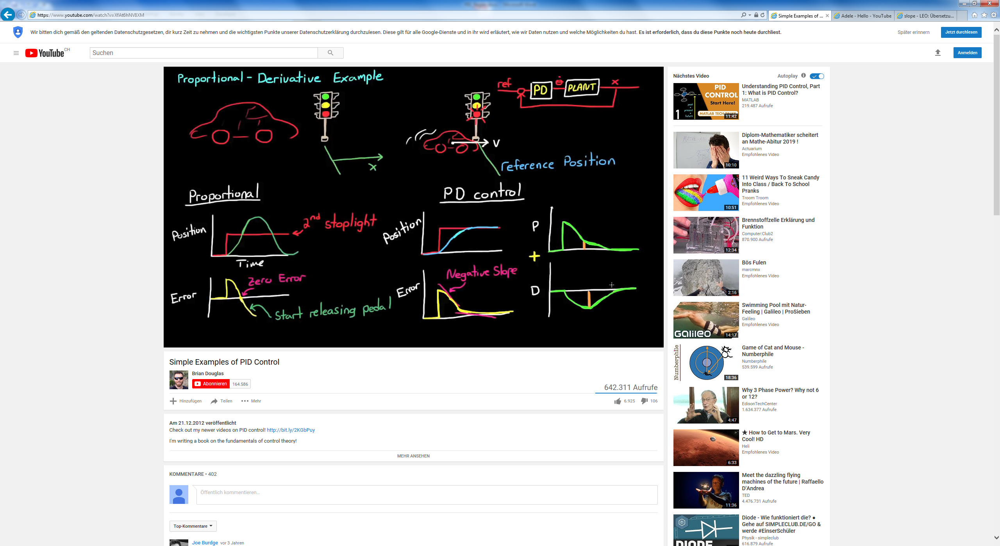 https://www.youtube.com/watch?v=XfAt6hNV8XM
Simple Examples of ...
Adele - Hello - YouTube
slope - LEO: Übersetzu...
Wir bitten dich gemäß den geltenden Datenschutzgesetzen, dir kurz Zeit zu nehmen und die wichtigsten Punkte unserer Datenschutzerklärung durchzulesen. Diese gilt für alle Google-Dienste und in ihr wird erläutert, wie wir Daten nutzen und welche Möglichkeiten du hast. Es ist erforderlich, dass du diese Punkte noch heute durchliest.
Später erinnern
Jetzt durchlesen
YouTube CH
Suchen
Anmelden
Proportional - Derivative Example
ref
PD
PLANT
x
v
x
reference Position
Proportional
Position
2nd stoplight
Time
Error
Zero Error
Start releasing pedal
PD control
Position
Error
Negative Slope
P
+
D
Simple Examples of PID Control
Brian Douglas
Abonnieren 164.586
642.311 Aufrufe
Hinzufügen
Teilen
Mehr
6.925
106
Am 21.12.2012 veröffentlicht
Check out my newer videos on PID control! http://bit.ly/2KGbPuy
I'm writing a book on the fundamentals of control theory!
MEHR ANSEHEN
KOMMENTARE • 402
Öffentlich kommentieren...
Top-Kommentare
Joe Burdge vor 3 Jahren
Nächstes Video
Autoplay
PID
CONTROL
Start Here!
past
+
present
+
future
1
MATLAB TECH TALKS
11:42
Understanding PID Control, Part
1: What is PID Control?
MATLAB
219.487 Aufrufe
MATHE-ABI
10:10
Diplom-Mathematiker scheitert
an Mathe-Abitur 2019 !
Actuarium
Empfohlenes Video
10:51
11 Weird Ways To Sneak Candy
Into Class / Back To School
Pranks
Troom Troom
Empfohlenes Video
12:34
Brennstoffzelle Erklärung und
Funktion
Computer:Club2
870.900 Aufrufe
2:16
Bös Fulen
marcmnx
Empfohlenes Video
GALILEO
14:17
Swimming Pool mit Natur-
Feeling | Galileo | ProSieben
Galileo
Empfohlenes Video
Numberphile
18:36
Game of Cat and Mouse -
Numberphile
Numberphile
539.599 Aufrufe
4:47
Why 3 Phase Power? Why not 6
or 12?
EdisonTechCenter
1.634.377 Aufrufe
6:33
★ How to Get to Mars. Very
Cool! HD
Heli
Empfohlenes Video
11:36
Meet the dazzling flying
machines of the future | Raffaello
D'Andrea
TED
4.476.731 Aufrufe
DIODE
Diode - Wie funktioniert die? ●
Gehe auf SIMPLECLUB.DE/GO &
werde #EinserSchüler
Physik - simpleclub
616.879 Aufrufe